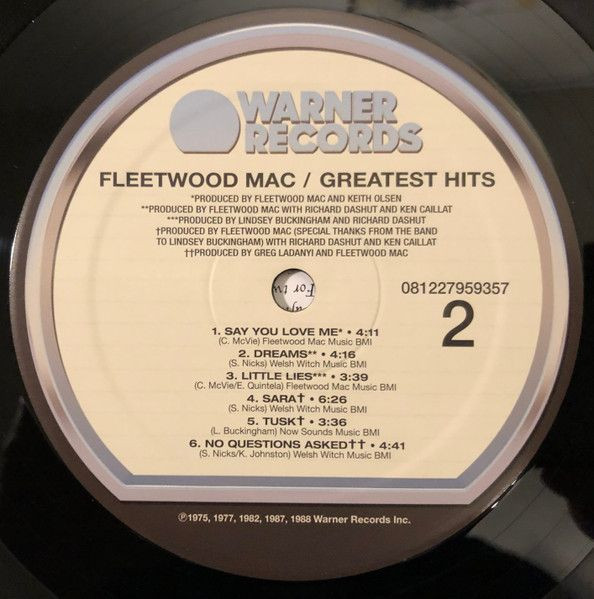 WARNER
RECORDS
FLEETWOOD MAC / GREATEST HITS
*PRODUCED BY FLEETWOOD MAC AND KEITH OLSEN
**PRODUCED BY FLEETWOOD MAC WITH RICHARD DASHUT AND KEN CAILLAT
***PRODUCED BY LINDSEY BUCKINGHAM AND RICHARD DASHUT
†PRODUCED BY FLEETWOOD MAC (SPECIAL THANKS FROM THE BAND
TO LINDSEY BUCKINGHAM) WITH RICHARD DASHUT AND KEN CAILLAT
††PRODUCED BY GREG LADANYI AND FLEETWOOD MAC
For
081227959357
2
1. SAY YOU LOVE ME* • 4:11
(C. McVie) Fleetwood Mac Music BMI
2. DREAMS** • 4:16
(S. Nicks) Welsh Witch Music BMI
3. LITTLE LIES*** • 3:39
(C. McVie/E. Quintela) Fleetwood Mac Music BMI
4. SARA† • 6:26
(S. Nicks) Welsh Witch Music BMI
5. TUSK† • 3:36
(L. Buckingham) Now Sounds Music BMI
6. NO QUESTIONS ASKED†† • 4:41
(S. Nicks/K. Johnston) Welsh Witch Music BMI
℗1975, 1977, 1982, 1987, 1988 Warner Records Inc.